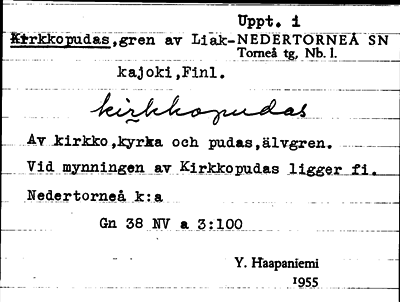 Uppt. 1
Kirkkopudas,gren av Liak-NEDERTORNEÅ SN
Torneå tg, Nb. l.
kajoki,Finl.
kirkkopudas
Av kirkko,kyrka och pudas,älvgren.
Vid mynningen av Kirkkopudas ligger fi.
Nedertorneå k:a
Gn 38 NV a 3:100
Y. Haapaniemi
1955